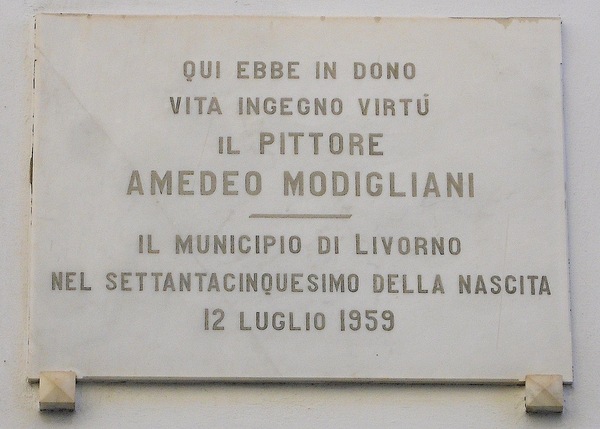 QUI EBBE IN DONO
VITA INGEGNO VIRTÚ
IL PITTORE
AMEDEO MODIGLIANI
IL MUNICIPIO DI LIVORNO
NEL SETTANTACINQUESIMO DELLA NASCITA
12 LUGLIO 1959